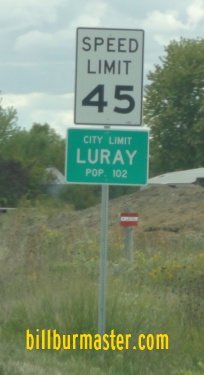 SPEED
LIMIT
45
CITY LIMIT
LURAY
POP. 102
billburmaster.com